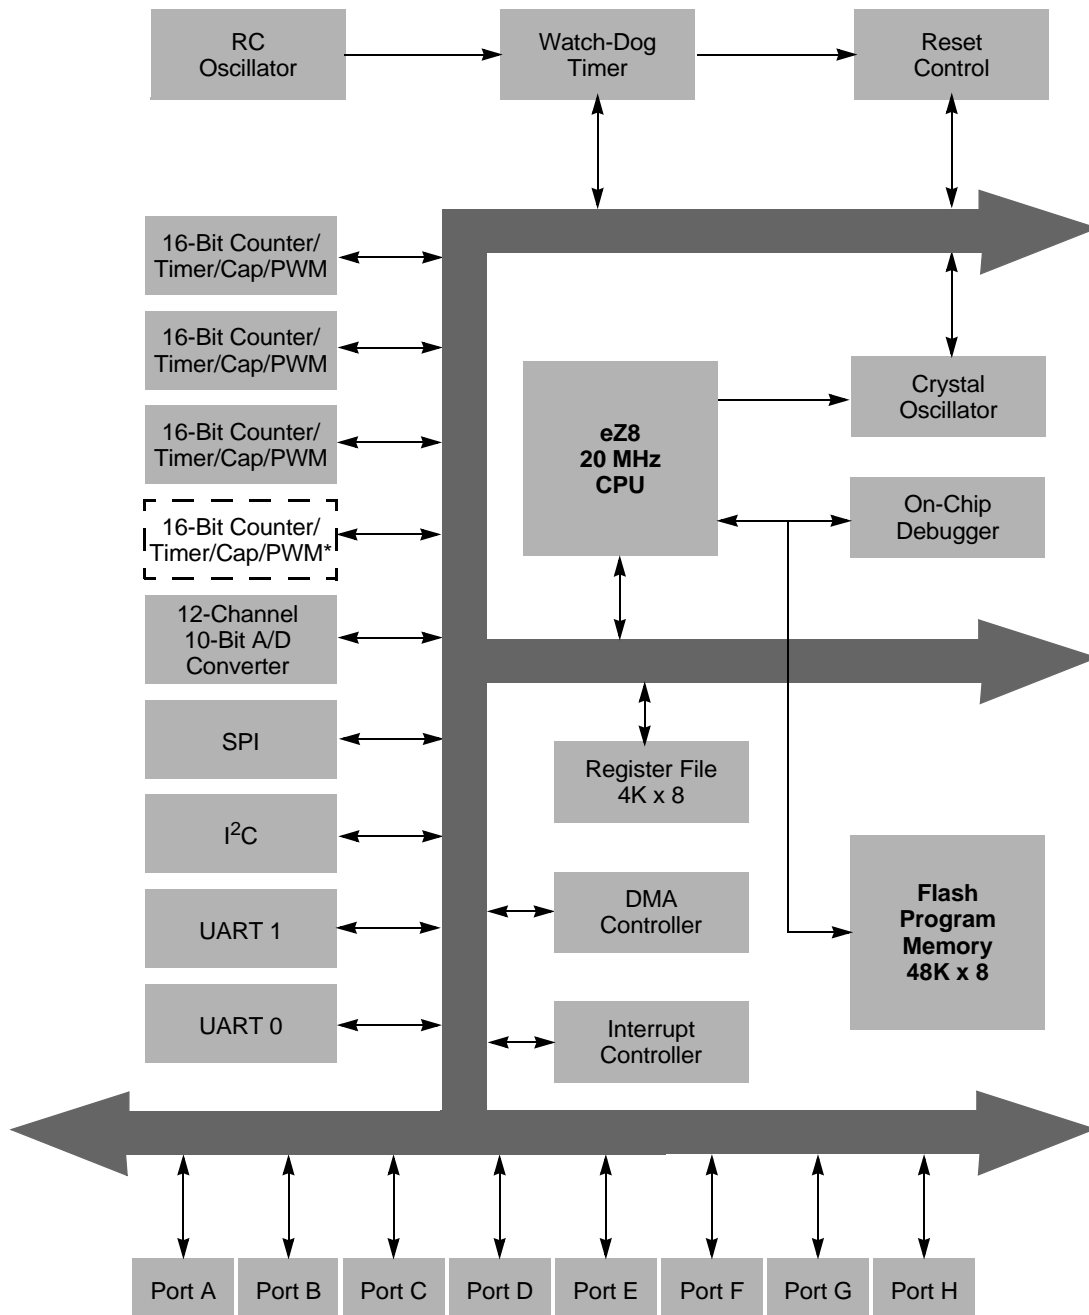 RC
Oscillator
Watch-Dog
Timer
Reset
Control
16-Bit Counter/
Timer/Cap/PWM
16-Bit Counter/
Timer/Cap/PWM
16-Bit Counter/
Timer/Cap/PWM
16-Bit Counter/
Timer/Cap/PWM*
12-Channel
10-Bit A/D
Converter
SPI
I²C
UART 1
UART 0
eZ8
20 MHz
CPU
Crystal
Oscillator
On-Chip
Debugger
Register File
4K x 8
DMA
Controller
Interrupt
Controller
Flash
Program
Memory
48K x 8
Port A
Port B
Port C
Port D
Port E
Port F
Port G
Port H